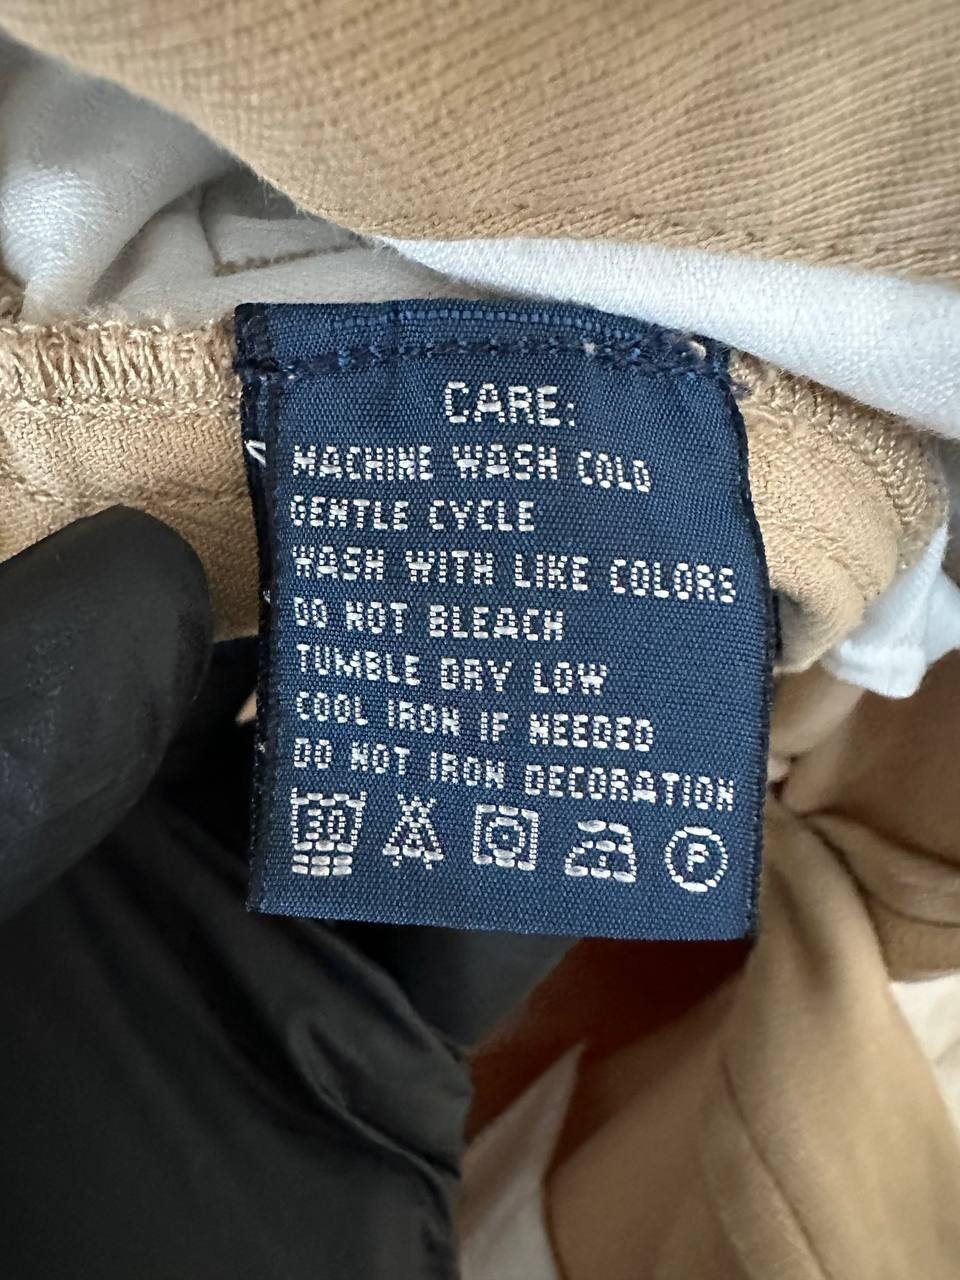 CARE:
MACHINE WASH COLD
GENTLE CYCLE
WASH WITH LIKE COLORS
DO NOT BLEACH
TUMBLE DRY LOW
COOL IRON IF NEEDED
DO NOT IRON DECORATION
30
P